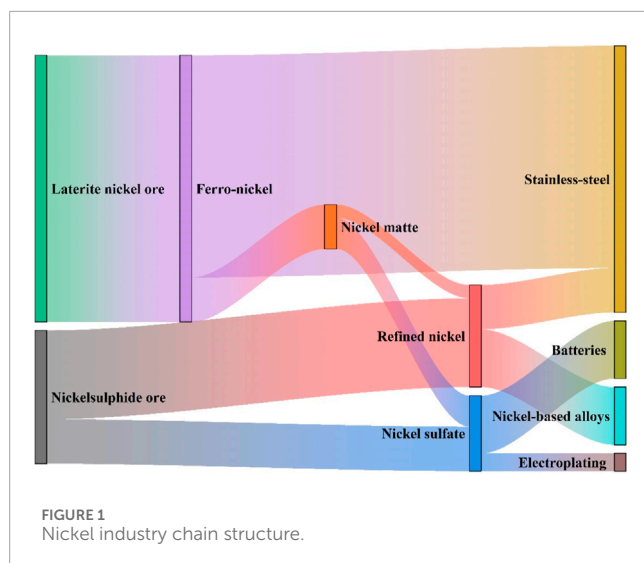 Laterite nickel ore
Ferro-nickel
Stainless-steel
Nickel matte
Refined nickel
Batteries
Nickelsulphide ore
Nickel-based alloys
Nickel sulfate
Electroplating
FIGURE 1
Nickel industry chain structure.